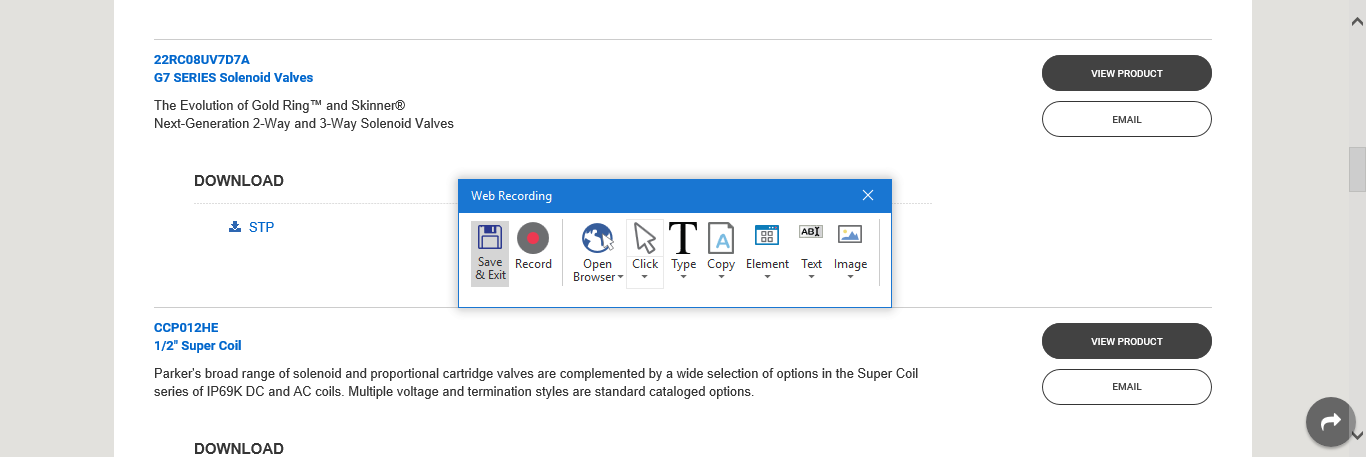 22RC08UV7D7A
G7 SERIES Solenoid Valves
VIEW PRODUCT
The Evolution of Gold Ring™ and Skinner®
Next-Generation 2-Way and 3-Way Solenoid Valves
EMAIL
DOWNLOAD
STP
Web Recording
Save & Exit
Record
Open Browser
Click
Type
Copy
Element
Text
Image
T
A
ABI
CCP012HE
1/2" Super Coil
VIEW PRODUCT
Parker's broad range of solenoid and proportional cartridge valves are complemented by a wide selection of options in the Super Coil
series of IP69K DC and AC coils. Multiple voltage and termination styles are standard cataloged options.
EMAIL
DOWNLOAD